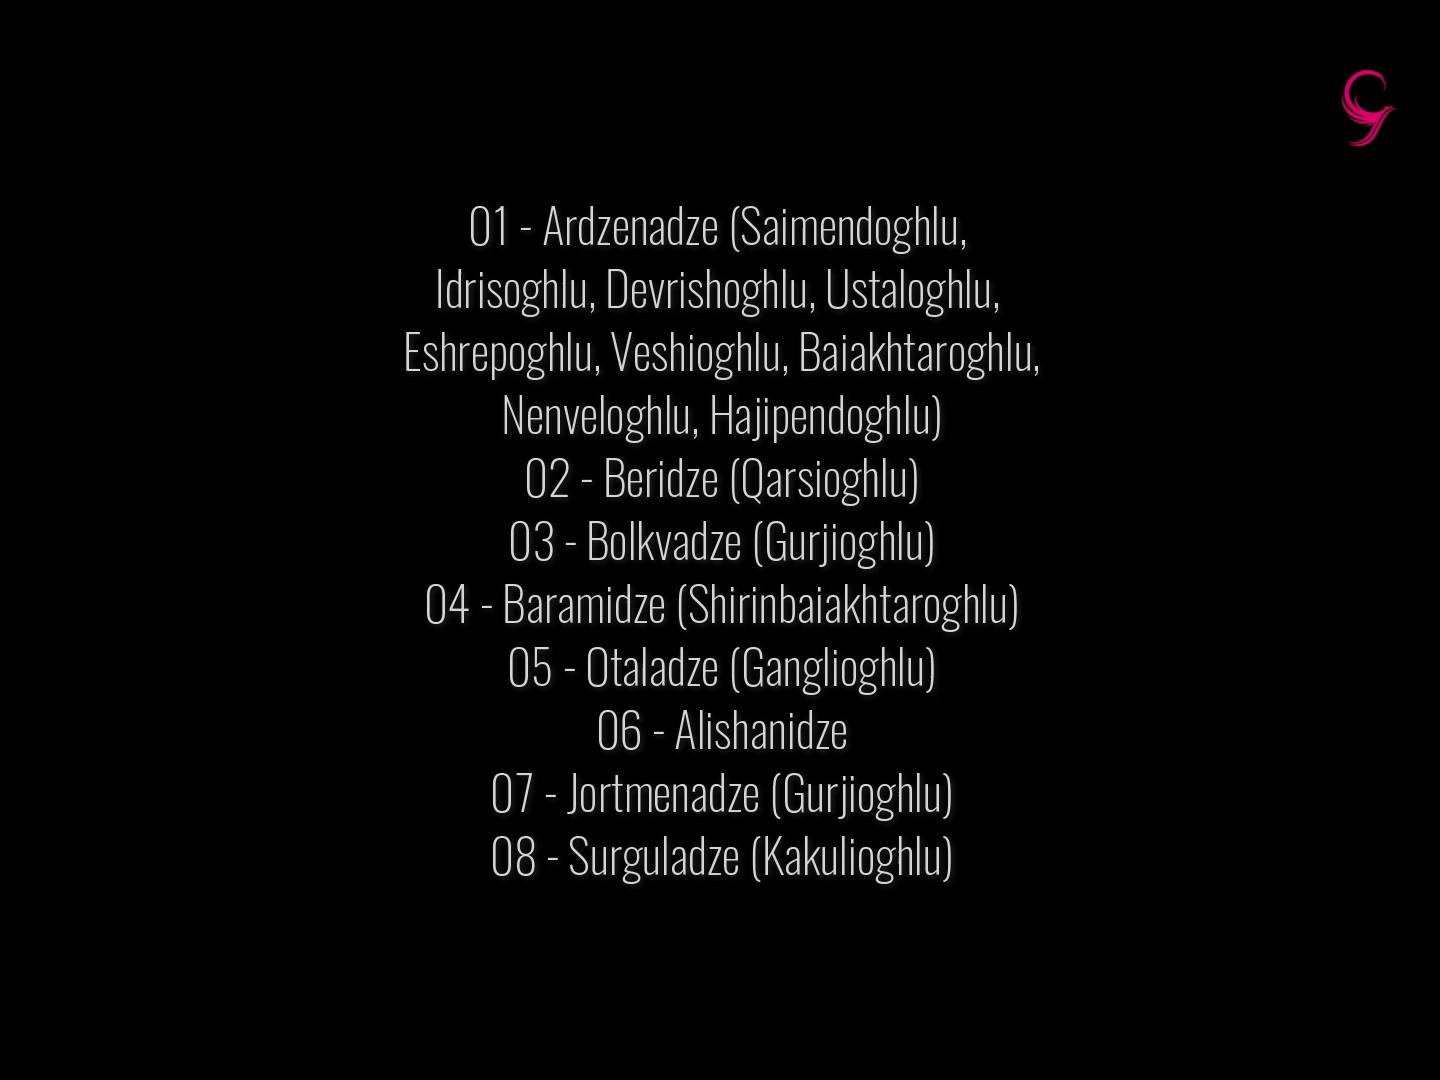 01 - Ardzenadze (Saimendoghlu,
Idrisoghlu, Devrishoghlu, Ustaloghlu,
Eshrepoghlu, Veshioghlu, Baiakhtaroghlu,
Nenveloghlu, Hajipendoghlu)
02 - Beridze (Qarsioghlu)
03 - Bolkvadze (Gurjioghlu)
04 - Baramidze (Shirinbaiakhtaroghlu)
05 - Otaladze (Ganglioghlu)
06 - Alishanidze
07 - Jortmenadze (Gurjioghlu)
08 - Surguladze (Kakulioghlu)